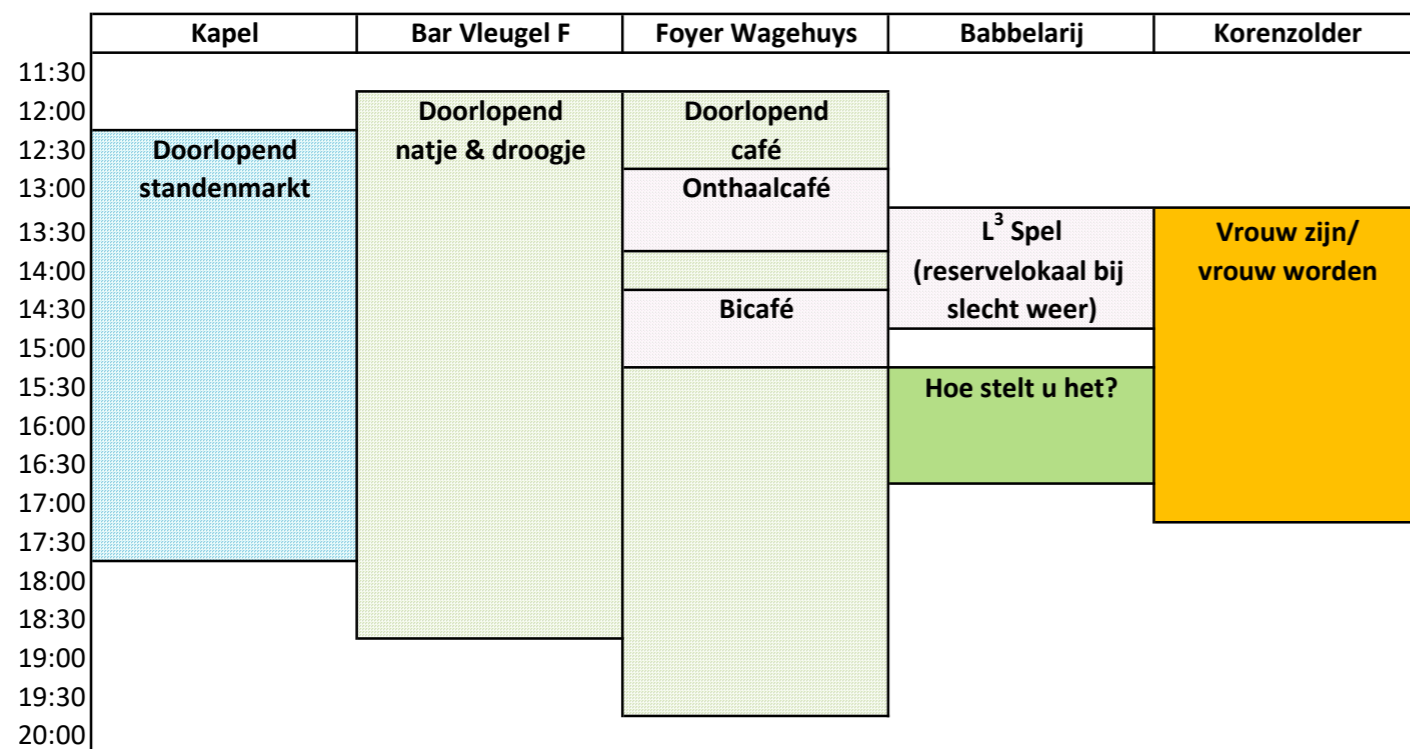 Kapel Bar Vleugel F Foyer Wagehuys Babbelarij Korenzolder
11:30
12:00 Doorlopend Doorlopend
12:30 Doorlopend natje & droogje café
13:00 standenmarkt Onthaalcafé
13:30 L³ Spel Vrouw zijn/
14:00 (reservelokaal bij vrouw worden
14:30 Bicafé slecht weer)
15:00
15:30 Hoe stelt u het?
16:00
16:30
17:00
17:30
18:00
18:30
19:00
19:30
20:00